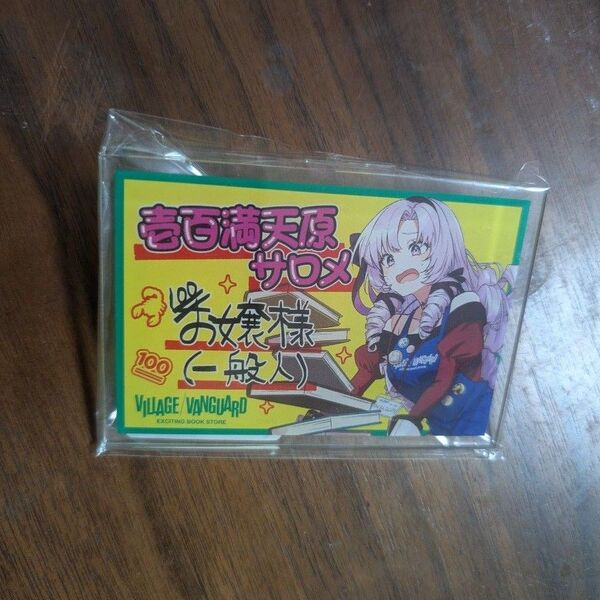 壱百満天原
サロメ
お嬢様
(一般人)
100
VILLAGE/VANGUARD
EXCITING BOOK STORE